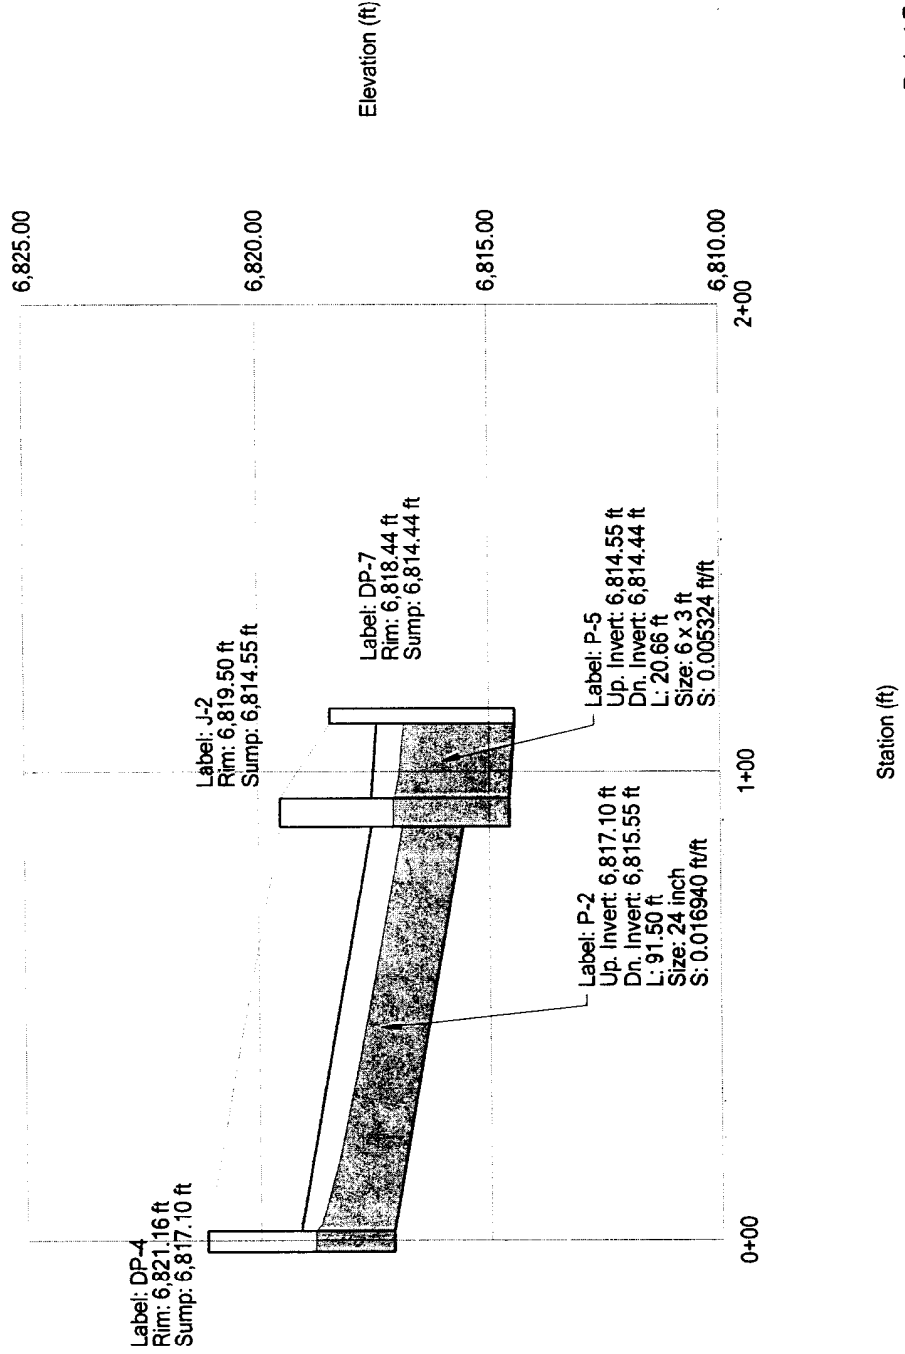 Label: DP-4
Rim: 6,821.16 ft
Sump: 6,817.10 ft
Label: J-2
Rim: 6,819.50 ft
Sump: 6,814.55 ft
Label: DP-7
Rim: 6,818.44 ft
Sump: 6,814.44 ft
Label: P-2
Up. Invert: 6,817.10 ft
Dn. Invert: 6,815.55 ft
L: 91.50 ft
Size: 24 inch
S: 0.016940 ft/ft
Label: P-5
Up. Invert: 6,814.55 ft
Dn. Invert: 6,814.44 ft
L: 20.66 ft
Size: 6 x 3 ft
S: 0.005324 ft/ft
6,825.00
6,820.00
6,815.00
6,810.00
Elevation (ft)
0+00
1+00
2+00
Station (ft)